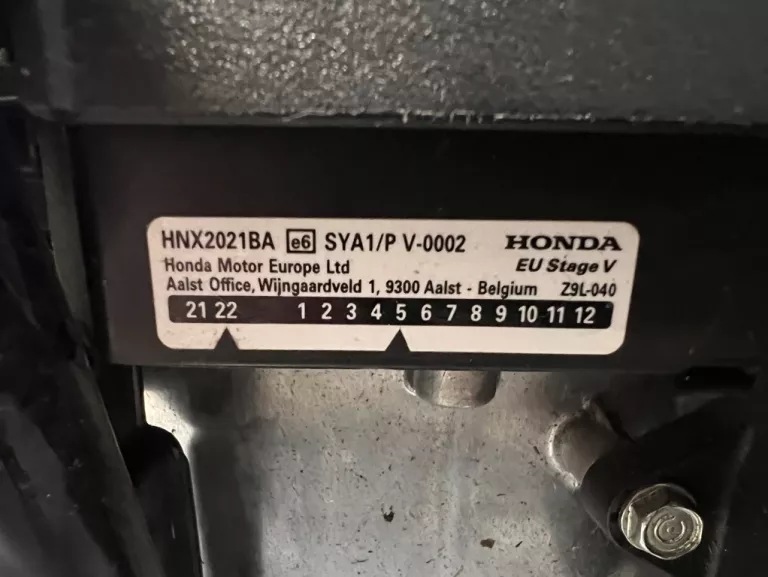 HNX2021BA e6 SYA1/P V-0002 HONDA
Honda Motor Europe Ltd EU Stage V
Aalst Office, Wijngaardveld 1, 9300 Aalst - Belgium Z9L-040
21 22 1 2 3 4 5 6 7 8 9 10 11 12